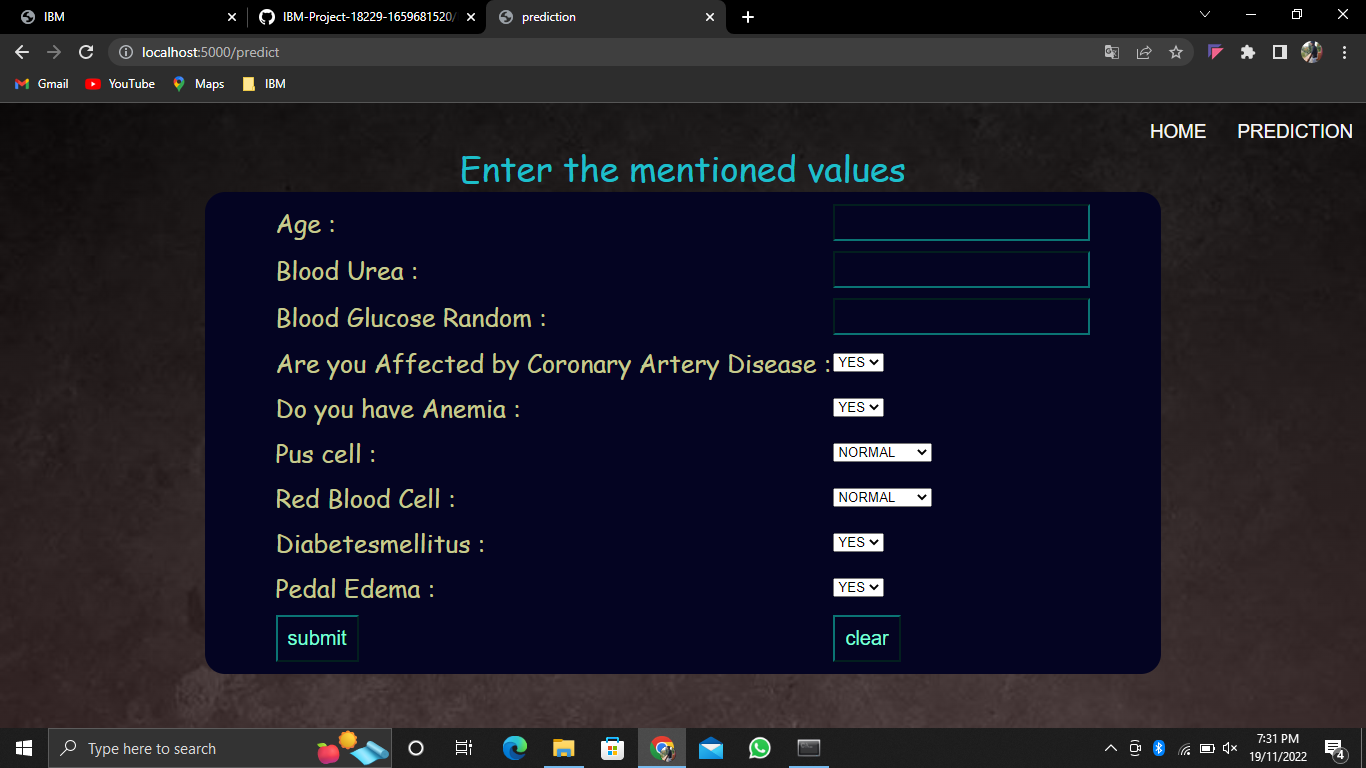 IBM
IBM-Project-18229-1659681520/
prediction
localhost:5000/predict
Gmail
YouTube
Maps
IBM
HOME PREDICTION
Enter the mentioned values
Age :
Blood Urea :
Blood Glucose Random :
Are you Affected by Coronary Artery Disease : YES
Do you have Anemia : YES
Pus cell : NORMAL
Red Blood Cell : NORMAL
Diabetesmellitus : YES
Pedal Edema : YES
submit clear
Type here to search
7:31 PM
19/11/2022
4